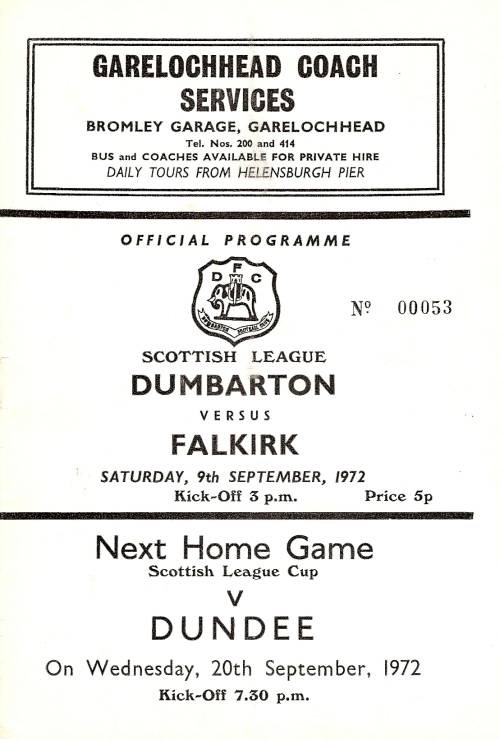 GARELOCHHEAD COACH
SERVICES
BROMLEY GARAGE, GARELOCHHEAD
Tel. Nos. 200 and 414
BUS and COACHES AVAILABLE FOR PRIVATE HIRE
DAILY TOURS FROM HELENSBURGH PIER
OFFICIAL PROGRAMME
D F C
DUMBARTON FOOTBALL CLUB
Nº 00053
SCOTTISH LEAGUE
DUMBARTON
VERSUS
FALKIRK
SATURDAY, 9th SEPTEMBER, 1972
Kick-Off 3 p.m. Price 5p
Next Home Game
Scottish League Cup
V
DUNDEE
On Wednesday, 20th September, 1972
Kick-Off 7.30 p.m.